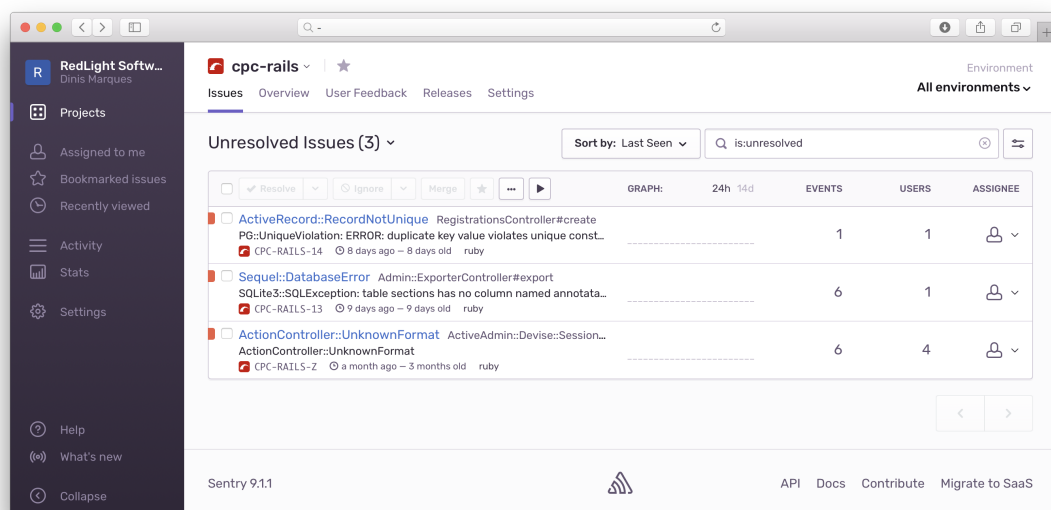 -
R
RedLight Softw...
Dinis Marques
Projects
Assigned to me
Bookmarked issues
Recently viewed
Activity
Stats
Settings
Help
What's new
Collapse
cpc-rails
Environment
All environments
Issues Overview User Feedback Releases Settings
Unresolved Issues (3)
Sort by: Last Seen
is:unresolved
Resolve Ignore Merge GRAPH: 24h 14d EVENTS USERS ASSIGNEE
ActiveRecord::RecordNotUnique RegistrationsController#create
PG::UniqueViolation: ERROR: duplicate key value violates unique const...
1 1
CPC-RAILS-14 8 days ago — 8 days old ruby
Sequel::DatabaseError Admin::ExporterController#export
SQLite3::SQLException: table sections has no column named annotata...
6 1
CPC-RAILS-13 9 days ago — 9 days old ruby
ActionController::UnknownFormat ActiveAdmin::Devise::Session...
ActionController::UnknownFormat
6 4
CPC-RAILS-Z a month ago — 3 months old ruby
Sentry 9.1.1
API Docs Contribute Migrate to SaaS